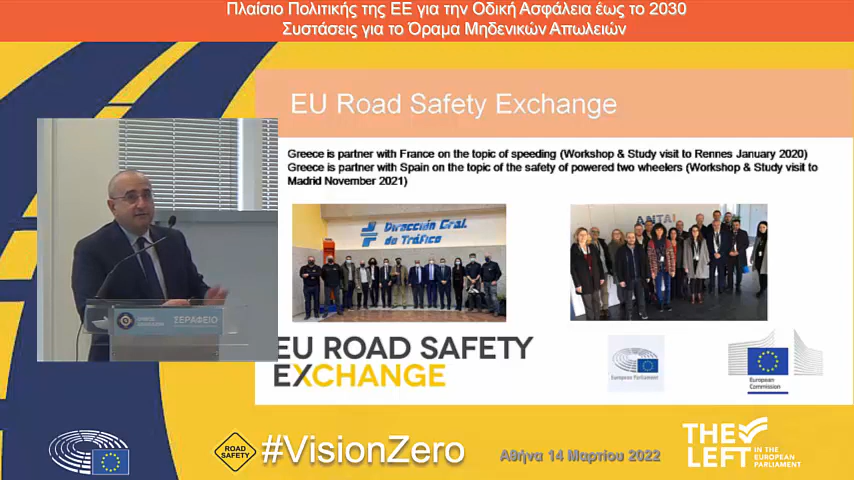 Πλαίσιο Πολιτικής της ΕΕ για την Οδική Ασφάλεια έως το 2030
Συστάσεις για το Όραμα Μηδενικών Απωλειών
EU Road Safety Exchange
Greece is partner with France on the topic of speeding (Workshop & Study visit to Rennes January 2020)
Greece is partner with Spain on the topic of the safety of powered two wheelers (Workshop & Study visit to
Madrid November 2021)
Dirección Gral.
de Tráfico
ANTAI
ΣΕΡΑΦΕΙΟ
EU ROAD SAFETY
EXCHANGE
European Parliament
European
Commission
ROAD
SAFETY
#VisionZero
Αθήνα 14 Μαρτίου 2022
THE
LEFT
IN THE
EUROPEAN
PARLIAMENT